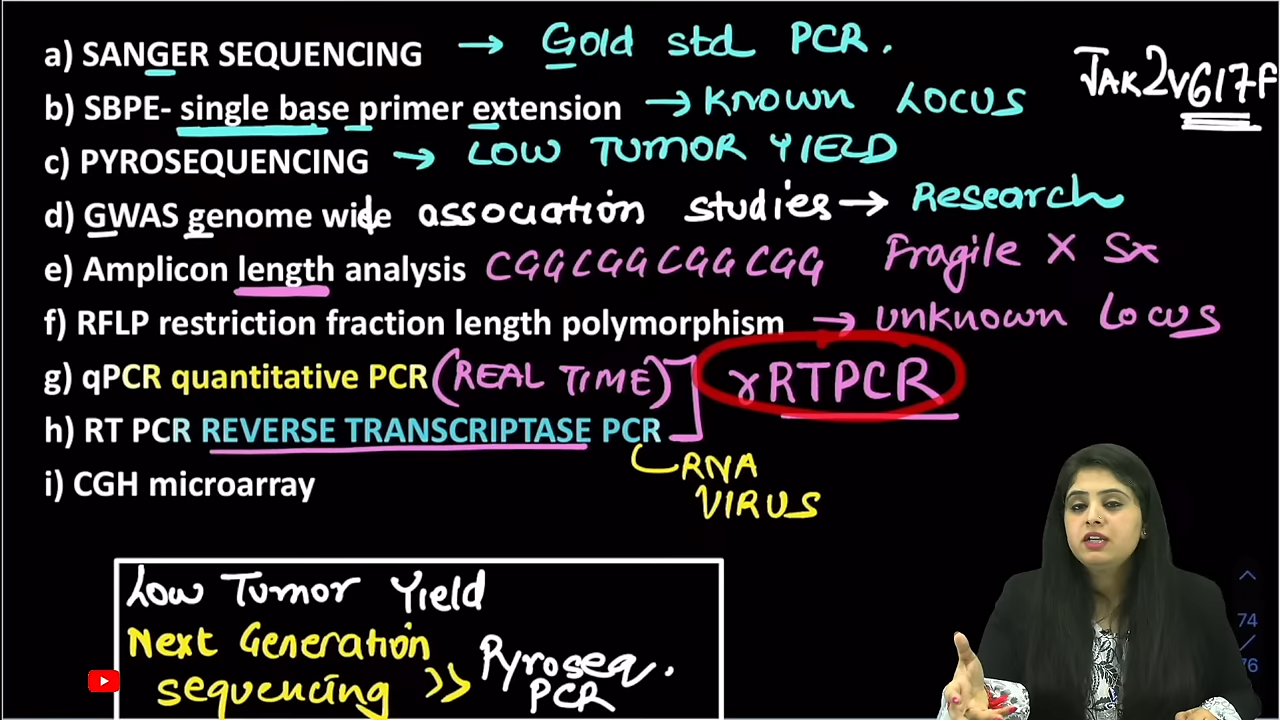 a) SANGER SEQUENCING → Gold std PCR.
JAK2V617F
b) SBPE- single base primer extension → KNOWN LOCUS
c) PYROSEQUENCING → LOW TUMOR YIELD
d) GWAS genome wide association studies → Research
e) Amplicon length analysis CGGCGGCGGCGG Fragile X Sx
f) RFLP restriction fraction length polymorphism → unknown Locus
g) qPCR quantitative PCR (REAL TIME) rRTPCR
h) RT PCR REVERSE TRANSCRIPTASE PCR
RNA
VIRUS
i) CGH microarray
Low Tumor Yield
Next Generation
sequencing >> Pyroseq.
PCR
74
76